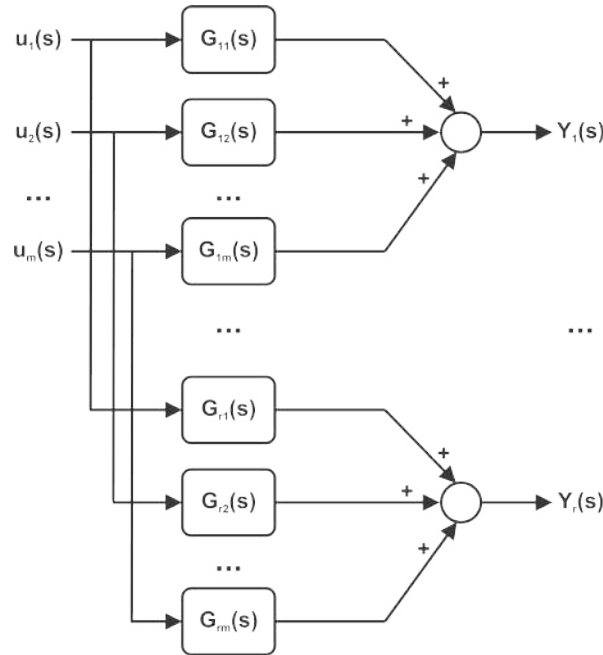 u₁(s) G₁₁(s)
+
u₂(s) G₁₂(s) + Y₁(s)
... ... +
uₘ(s) G₁ₘ(s)
... ...
Gᵣ₁(s)
+
Gᵣ₂(s) + Yᵣ(s)
... +
Gᵣₘ(s)